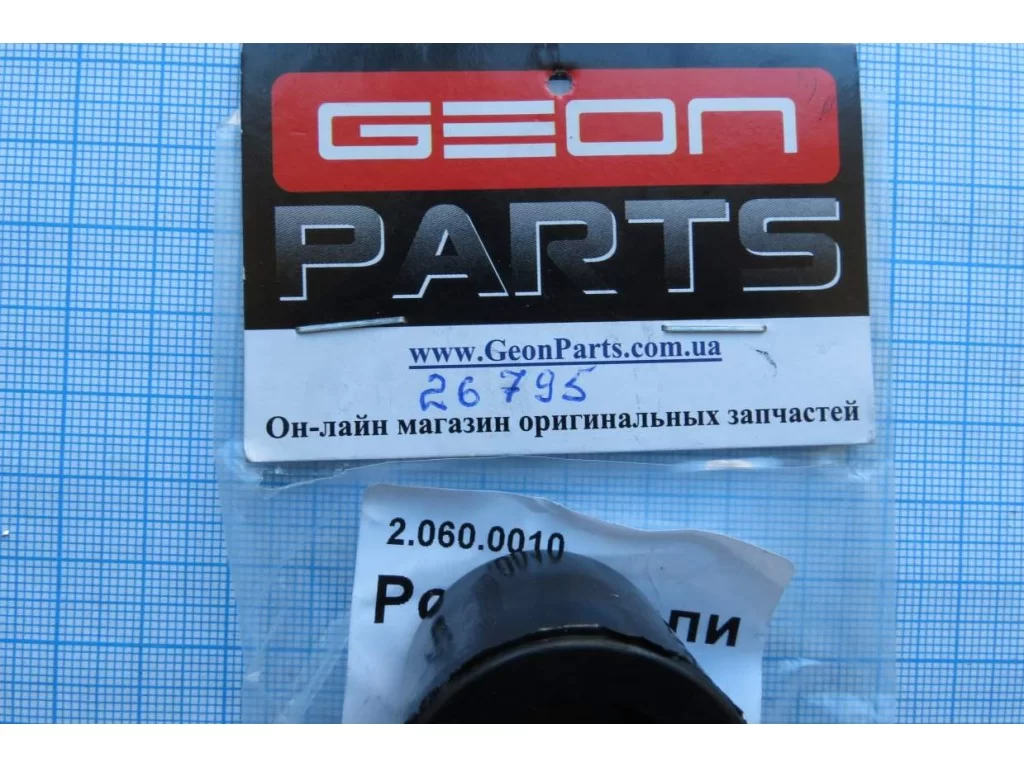 GEON
PARTS
www.GeonParts.com.ua
26795
Он-лайн магазин оригинальных запчастей
2.060.0010